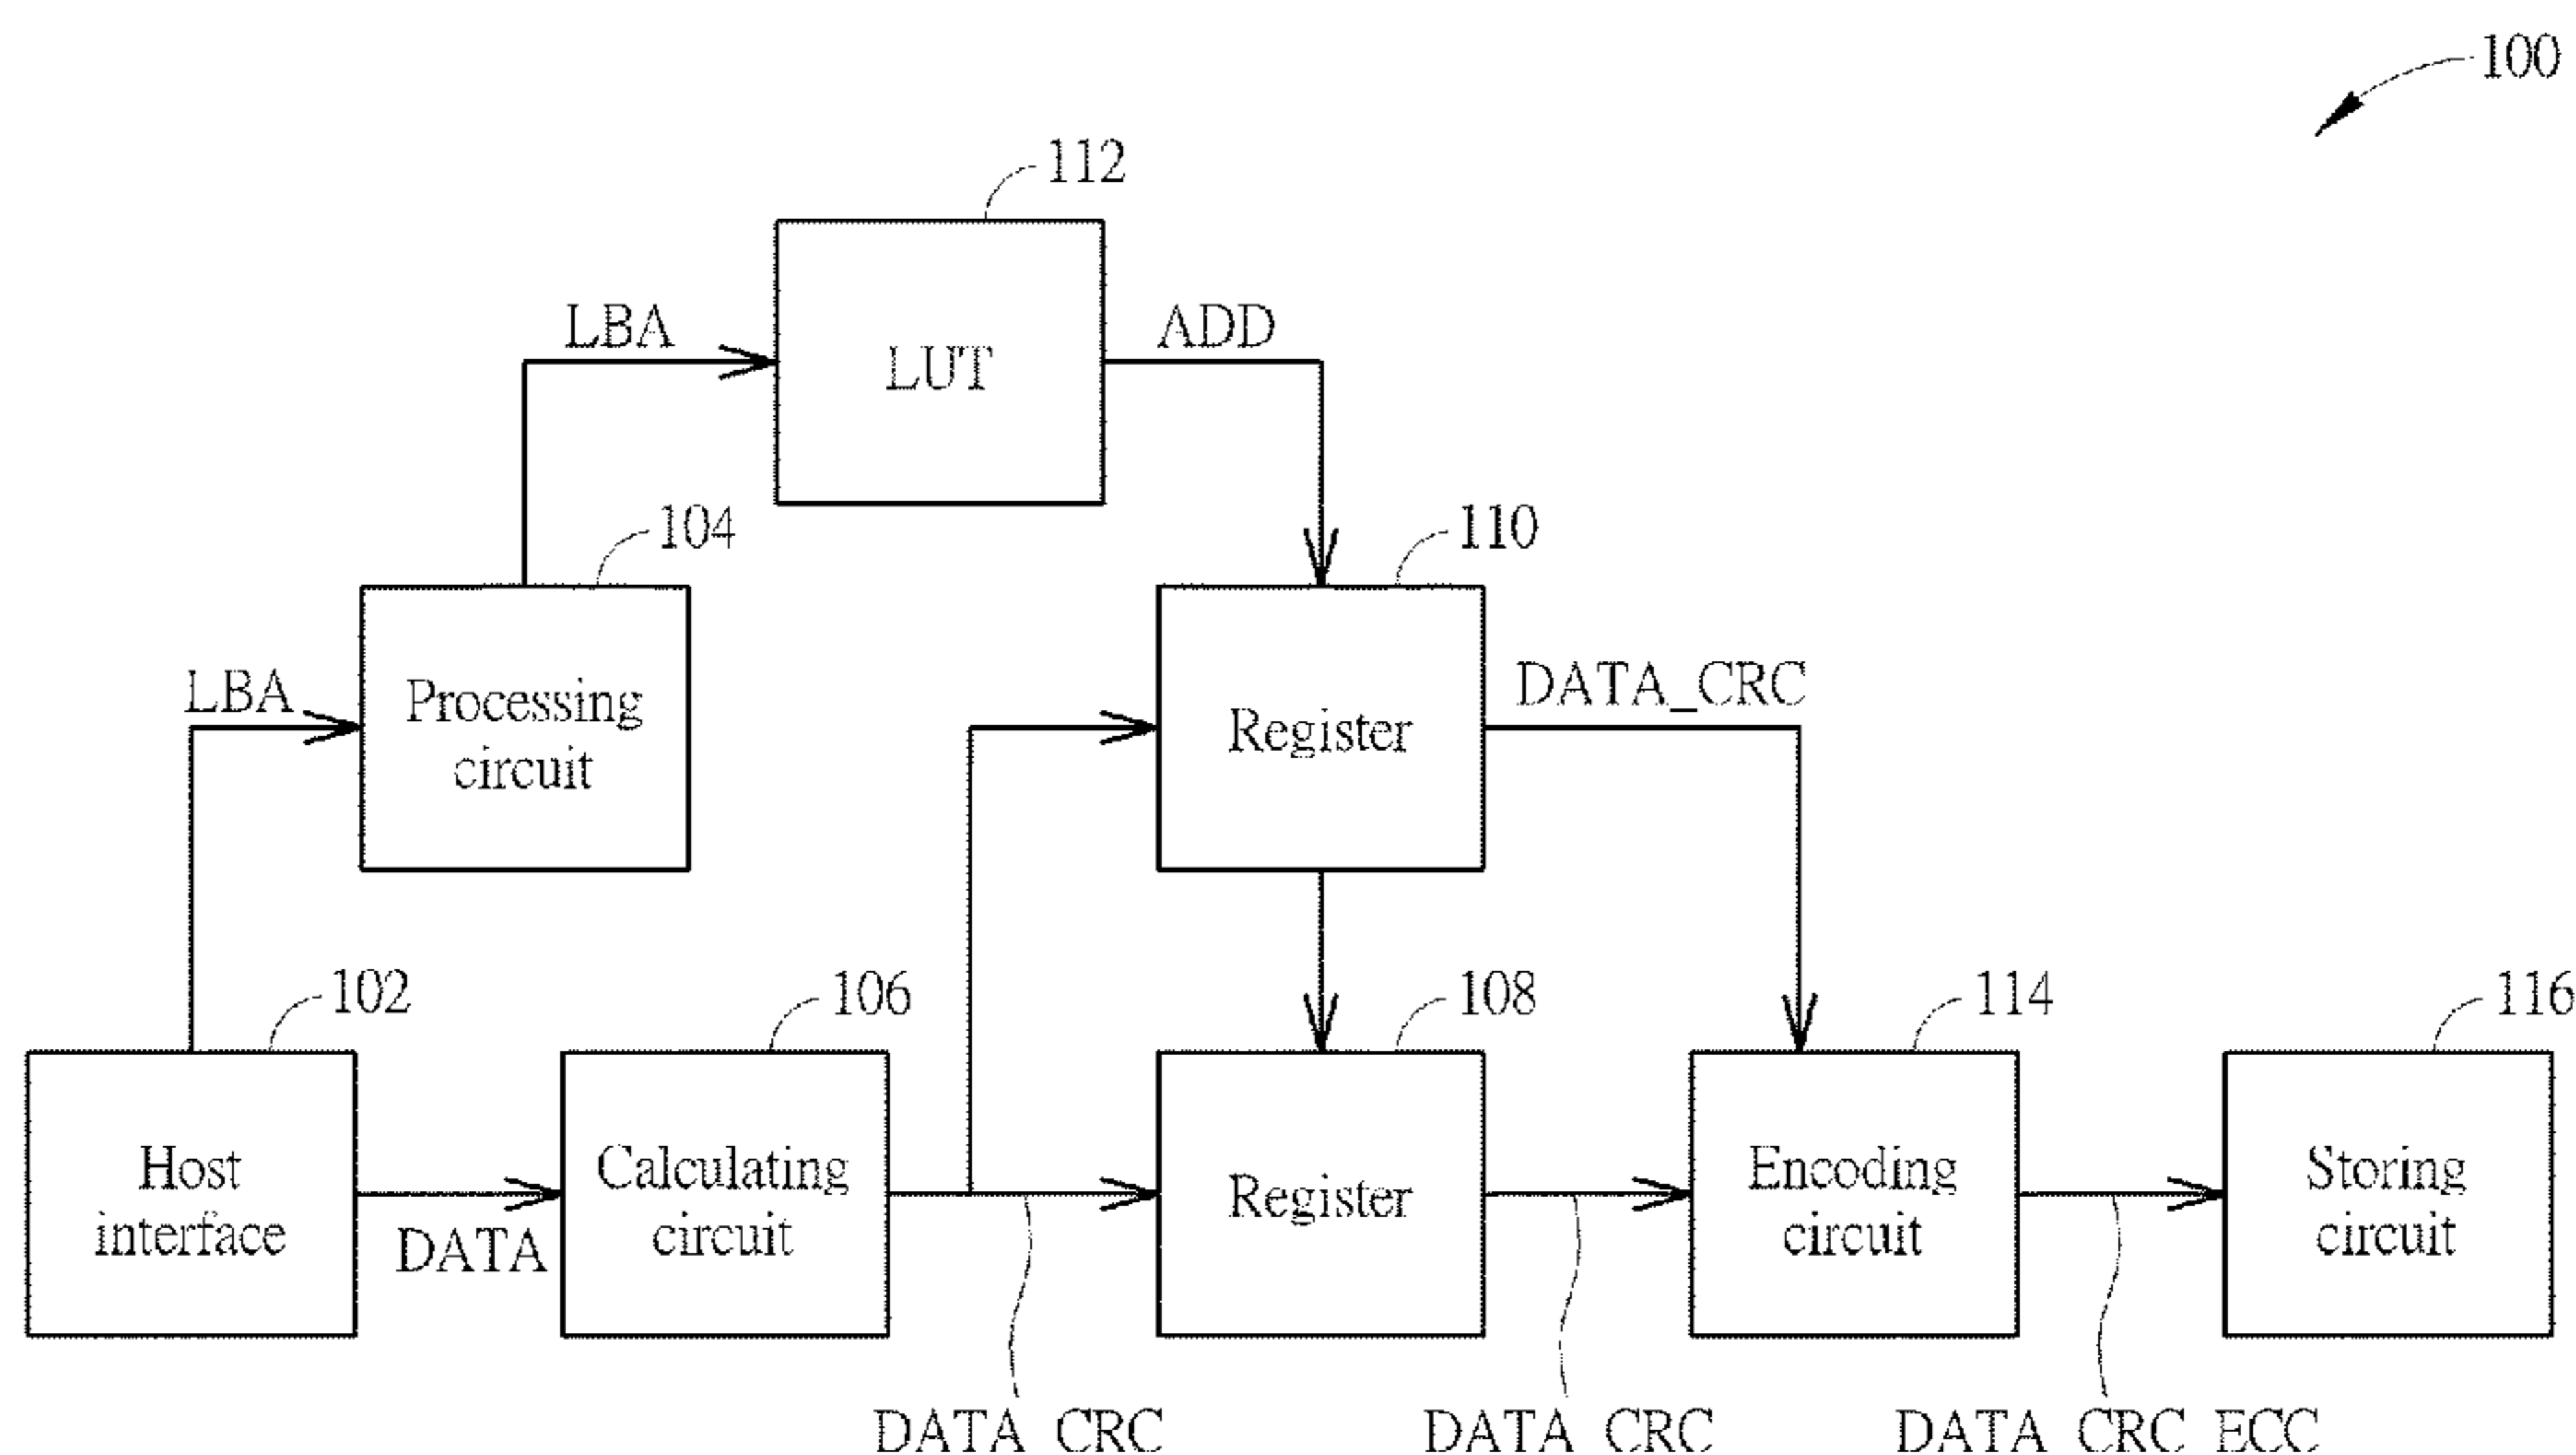 100
112
LBA
ADD
LUT
104
110
LBA
Processing
circuit
DATA_CRC
Register
102
106
108
114
116
Host
interface
DATA
Calculating
circuit
Register
Encoding
circuit
Storing
circuit
DATA_CRC
DATA_CRC
DATA_CRC_ECC